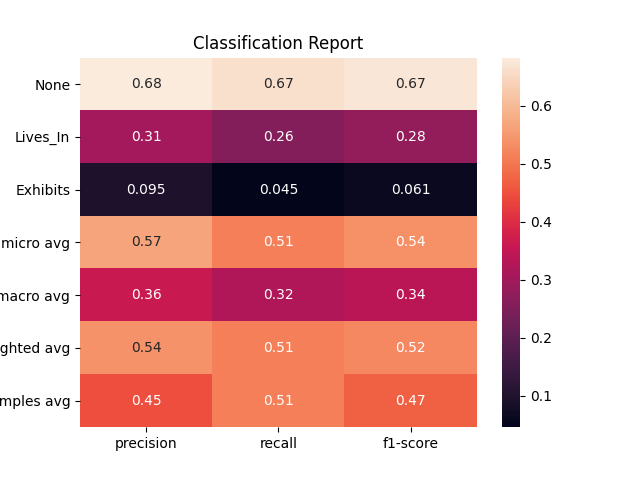 Classification Report
None 0.68 0.67 0.67
Lives_In 0.31 0.26 0.28
Exhibits 0.095 0.045 0.061
micro avg 0.57 0.51 0.54
macro avg 0.36 0.32 0.34
ghted avg 0.54 0.51 0.52
mples avg 0.45 0.51 0.47
precision recall f1-score
0.6
0.5
0.4
0.3
0.2
0.1